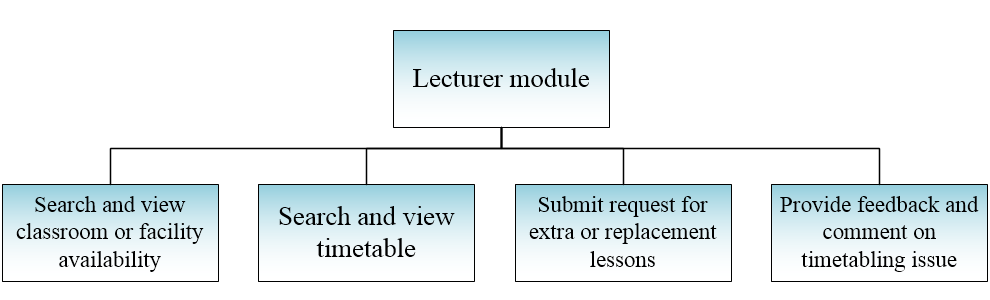 Lecturer module
Search and view
classroom or facility
availability
Search and view
timetable
Submit request for
extra or replacement
lessons
Provide feedback and
comment on
timetabling issue